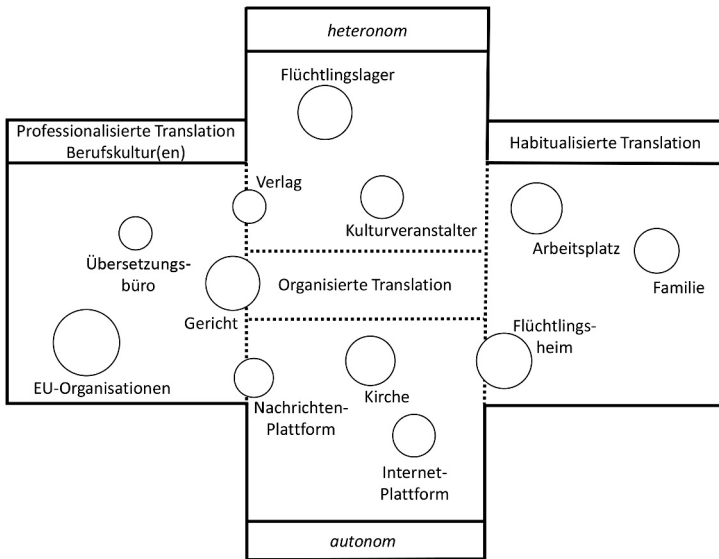 heteronom
Flüchtlingslager
Professionalisierte Translation
Berufskultur(en)
Habitualisierte Translation
Verlag
Kulturveranstalter
Arbeitsplatz
Übersetzungs-
büro
Familie
Organisierte Translation
Gericht
Flüchtlings-
heim
EU-Organisationen
Nachrichten-
Plattform
Kirche
Internet-
Plattform
autonom